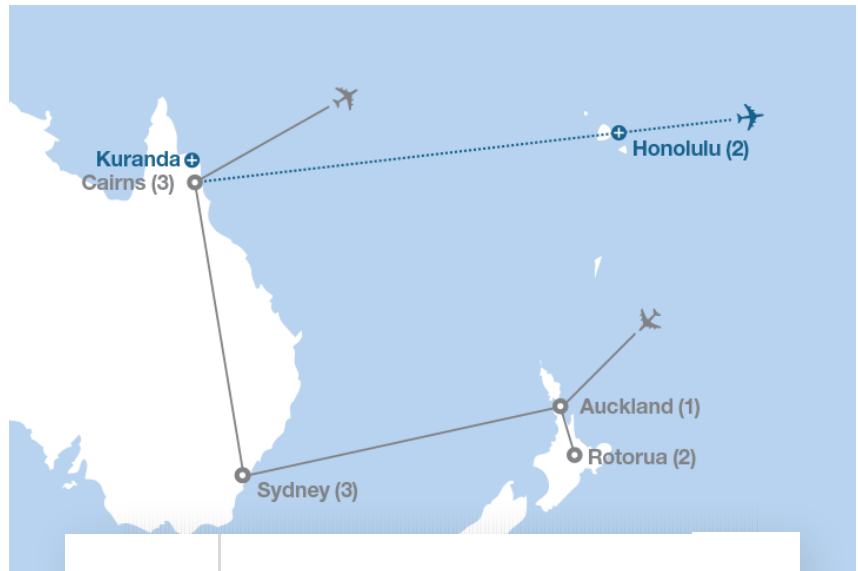 Kuranda
Cairns (3)
Honolulu (2)
Auckland (1)
Rotorua (2)
Sydney (3)